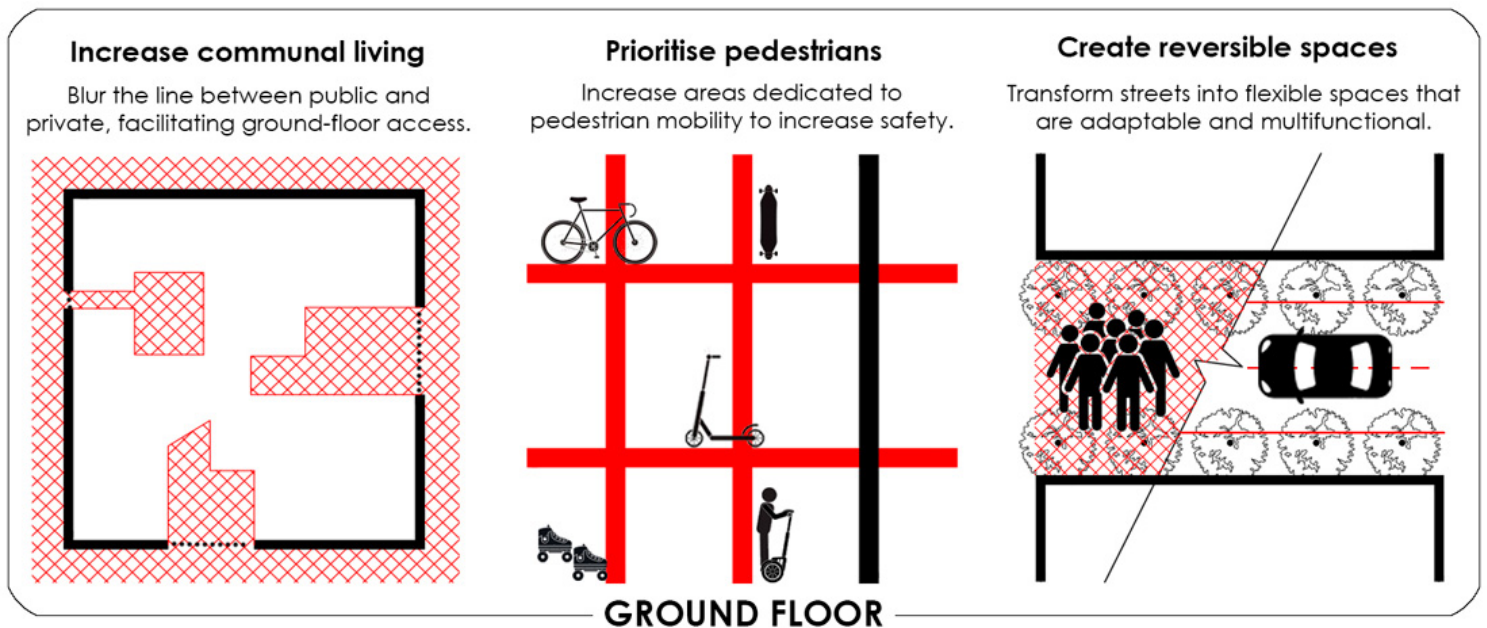 Increase communal living
Blur the line between public and
private, facilitating ground-floor access.
Prioritise pedestrians
Increase areas dedicated to
pedestrian mobility to increase safety.
Create reversible spaces
Transform streets into flexible spaces that
are adaptable and multifunctional.
GROUND FLOOR